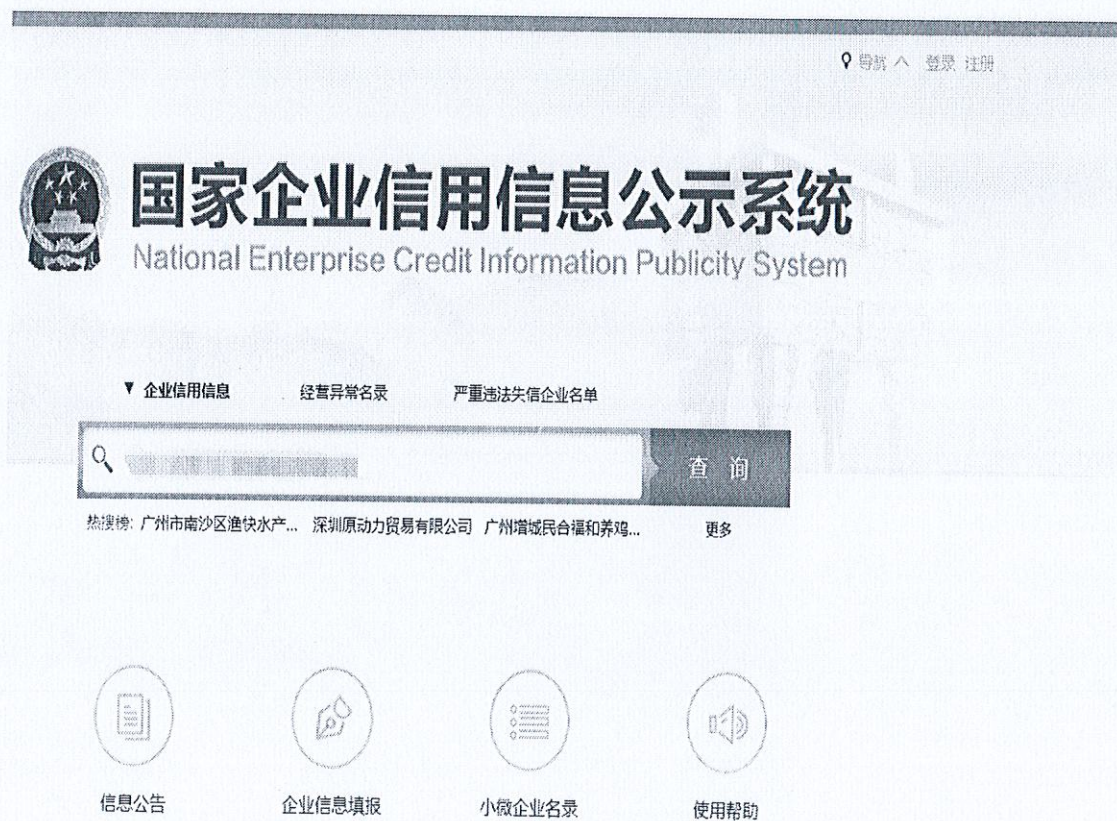 导航 登录 注册
国家企业信用信息公示系统
National Enterprise Credit Information Publicity System
企业信用信息 经营异常名录 严重违法失信企业名单
查询
热搜榜: 广州市南沙区渔快水产... 深圳原动力贸易有限公司 广州增城民合福和养鸡... 更多
信息公告 企业信息填报 小微企业名录 使用帮助